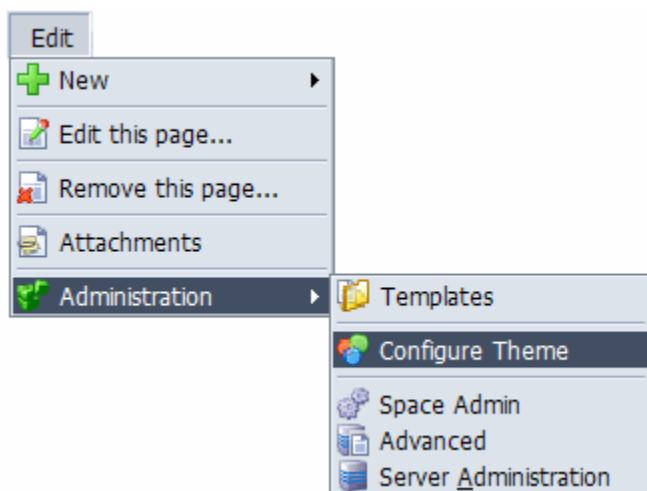 Edit
New
Edit this page...
Remove this page...
Attachments
Administration
Templates
Configure Theme
Space Admin
Advanced
Server Administration